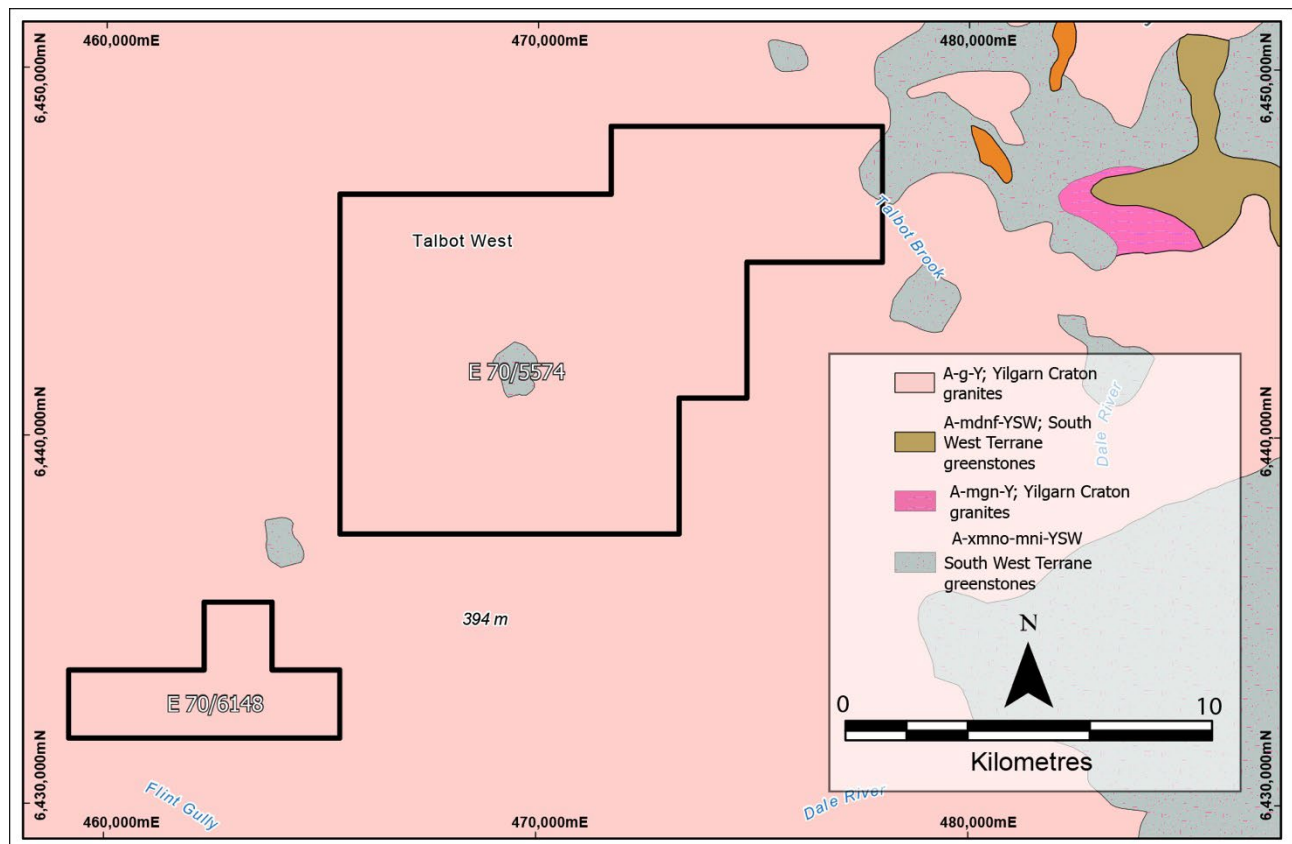 460,000mE
470,000mE
480,000mE
6,450,000mN
6,450,000mN
Talbot West
Talbot Brook
E 70/5574
A-g-Y; Yilgarn Craton
granites
A-mdnf-YSW; South
West Terrane
greenstones
A-mgn-Y; Yilgarn Craton
granites
A-xmno-mni-YSW
South West Terrane
greenstones
Dale River
6,440,000mN
6,440,000mN
394 m
N
E 70/6148
0
10
Kilometres
Flint Gully
Dale River
6,430,000mN
6,430,000mN
460,000mE
470,000mE
480,000mE